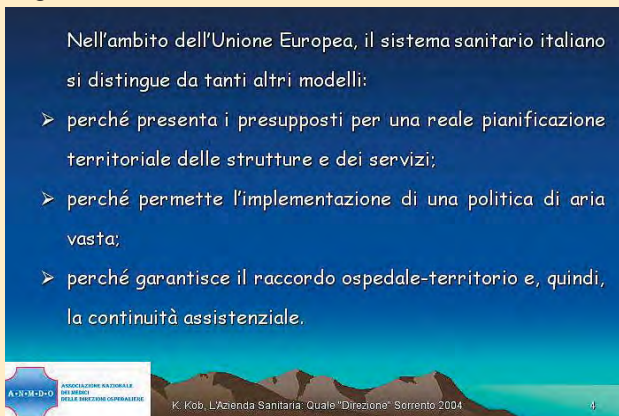 Nell'ambito dell'Unione Europea, il sistema sanitario italiano
si distingue da tanti altri modelli:
➢ perché presenta i presupposti per una reale pianificazione
territoriale delle strutture e dei servizi;
➢ perché permette l'implementazione di una politica di aria
vasta;
➢ perché garantisce il raccordo ospedale-territorio e, quindi,
la continuità assistenziale.
A•N•M•D•O
ASSOCIAZIONE NAZIONALE
DEI MEDICI
DELLE DIREZIONI OSPEDALIERE
K. Kob, L'Azienda Sanitaria: Quale "Direzione" Sorrento 2004
4